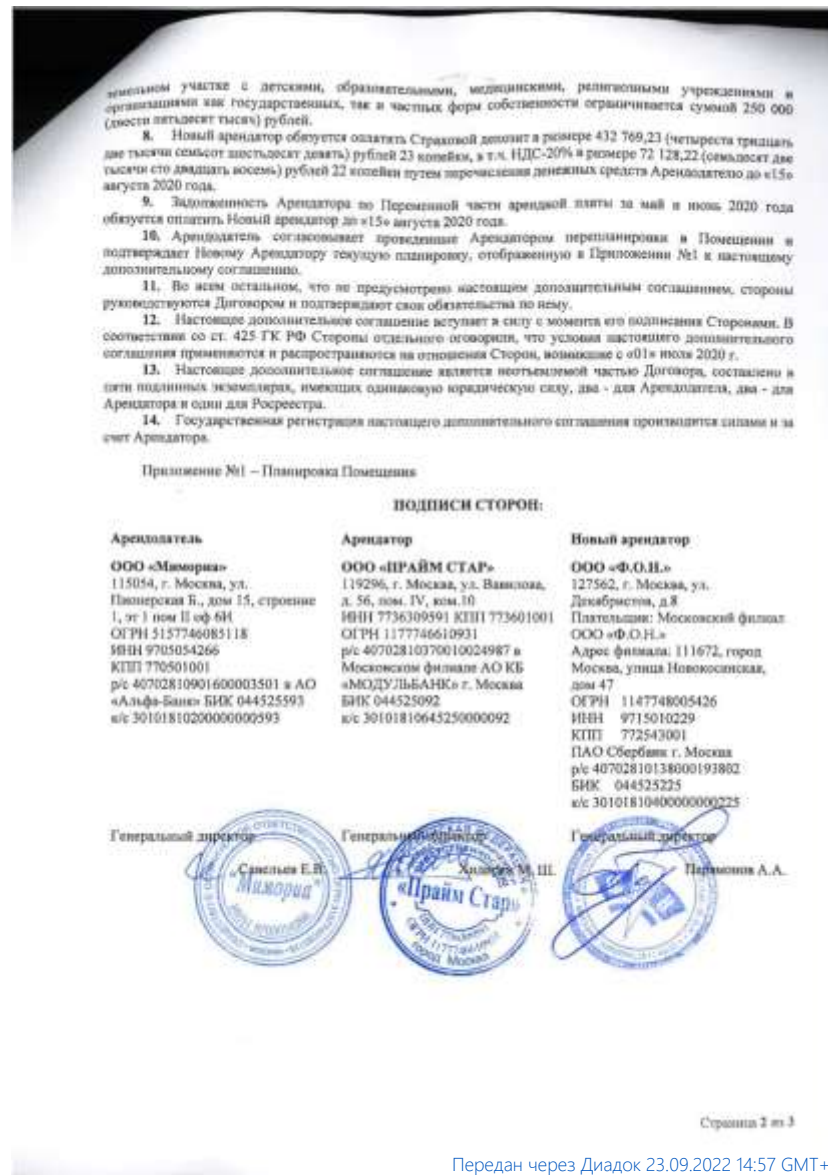 земельном участке с детскими, образовательными, медицинскими, религиозными учреждениями и
организациями как государственных, так и частных форм собственности ограничивается суммой 250 000
(двести пятьдесят тысяч) рублей.
8. Новый арендатор обязуется оплатить Страховой депозит в размере 432 769,23 (четыреста тридцать
две тысячи семьсот шестьдесят девять) рублей 23 копейки, в т.ч. НДС-20% в размере 72 128,22 (семьдесят две
тысячи сто двадцать восемь) рублей 22 копейки путем перечисления денежных средств Арендодателю до «15»
августа 2020 года.
9. Задолженность Арендатора по Переменной части арендной платы за май и июнь 2020 года
обязуется оплатить Новый арендатор до «15» августа 2020 года.
10. Арендодатель согласовывает проведенные Арендатором перепланировки в Помещении и
подтверждает Новому Арендатору текущую планировку, отображенную в Приложении №1 к настоящему
дополнительному соглашению.
11. Во всем остальном, что не предусмотрено настоящим дополнительным соглашением, стороны
руководствуются Договором и подтверждают свои обязательства по нему.
12. Настоящее дополнительное соглашение вступает в силу с момента его подписания Сторонами. В
соответствии со ст. 425 ГК РФ Стороны отдельного оговорили, что условия настоящего дополнительного
соглашения применяются и распространяются на отношения Сторон, возникшие с «01» июля 2020 г.
13. Настоящее дополнительное соглашение является неотъемлемой частью Договора, составлено в
пяти подлинных экземплярах, имеющих одинаковую юридическую силу, два - для Арендодателя, два - для
Арендатора и один для Росреестра.
14. Государственная регистрация настоящего дополнительного соглашения производится силами и за
счет Арендатора.
Приложение №1 – Планировка Помещения
ПОДПИСИ СТОРОН:
Арендодатель
ООО «Мимориа»
115054, г. Москва, ул.
Пионерская Б., дом 15, строение
1, эт 1 пом II оф 6Н
ОГРН 5157746085118
ИНН 9705054266
КПП 770501001
р/с 40702810901600003501 в АО
«Альфа-Банк» БИК 044525593
к/с 30101810200000000593
Генеральный директор
Савельев Е.В.
Мимориа
Арендатор
ООО «ПРАЙМ СТАР»
119296, г. Москва, ул. Вавилова,
д. 56, пом. IV, ком.10
ИНН 7736309591 КПП 773601001
ОГРН 1177746610931
р/с 40702810370010024987 в
Московском филиале АО КБ
«МОДУЛЬБАНК» г. Москва
БИК 044525092
к/с 30101810645250000092
Генеральный директор
М. Ш.
«Прайм Стар»
город Москва
Новый арендатор
ООО «Ф.О.Н.»
127562, г. Москва, ул.
Декабристов, д.8
Плательщик: Московский филиал
ООО «Ф.О.Н.»
Адрес филиала: 111672, город
Москва, улица Новокосинская,
дом 47
ОГРН 1147748005426
ИНН 9715010229
КПП 772543001
ПАО Сбербанк г. Москва
р/с 40702810138000193802
БИК 044525225
к/с 30101810400000000225
Генеральный директор
Парамонов А.А.
Страница 2 из 3
Передан через Диадок 23.09.2022 14:57 GMT+